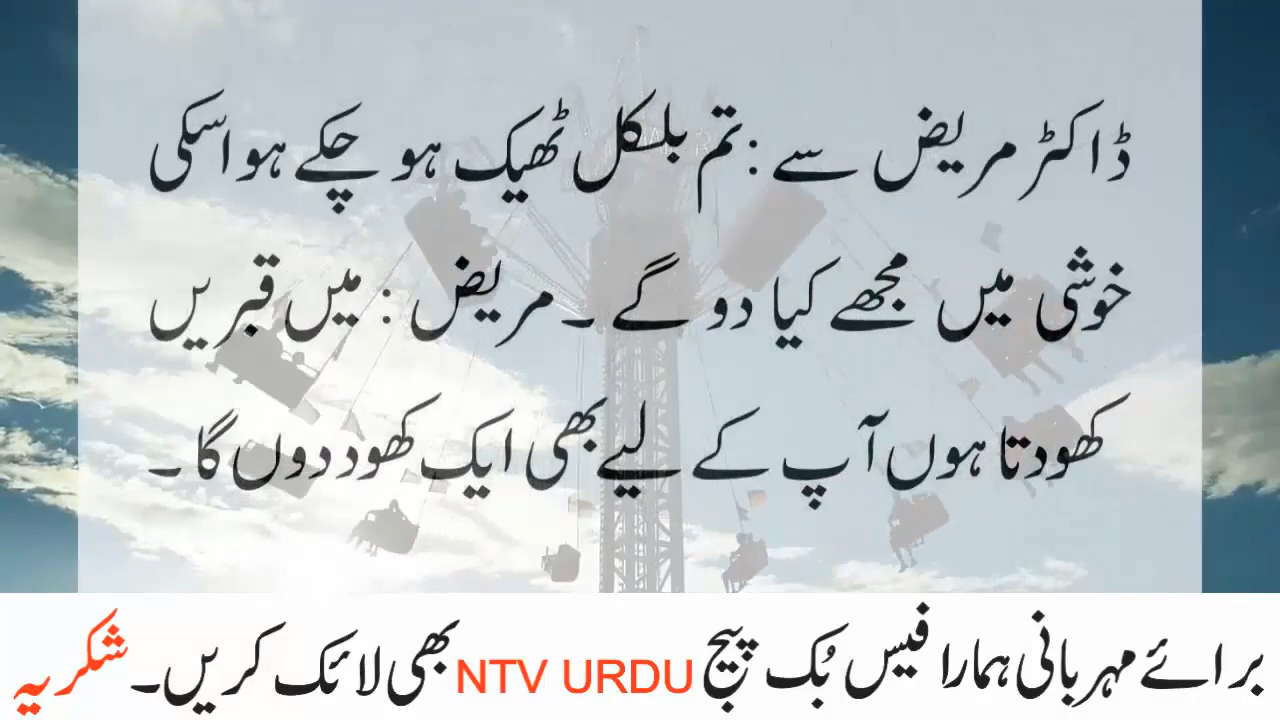 ڈاکٹر مریض سے : تم بلکل ٹھیک ہو چکے ہو اسکی
خوشی میں مجھے کیا دو گے ۔ مریض : میں قبریں
کھودتا ہوں آپ کے لیے بھی ایک کھود دوں گا ۔
برائے مہربانی ہمارا فیس بُک پیج NTV URDU بھی لائک کریں۔ شکریہ